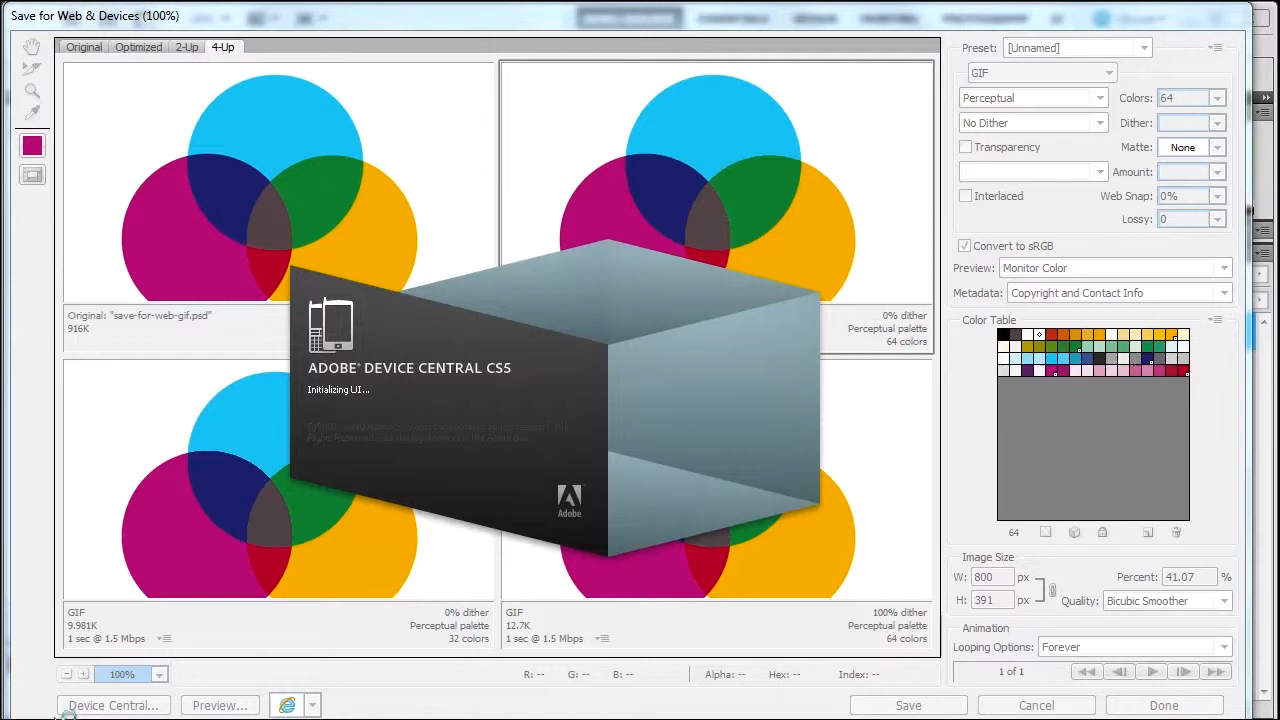 Save for Web & Devices (100%)
Original Optimized 2-Up 4-Up
Original: "save-for-web-gif.psd"
916K
0% dither
Perceptual palette
64 colors
ADOBE® DEVICE CENTRAL CS5
Initializing UI...
Adobe
GIF
9.981K
1 sec @ 1.5 Mbps
0% dither
Perceptual palette
32 colors
GIF
12.7K
1 sec @ 1.5 Mbps
100% dither
Perceptual palette
64 colors
100%
R: -- G: -- B: -- Alpha: -- Hex: -- Index: --
Device Central... Preview... Save Cancel Done
Preset: [Unnamed]
GIF
Perceptual Colors: 64
No Dither Dither:
Transparency Matte: None
Amount:
Interlaced Web Snap: 0%
Lossy: 0
Convert to sRGB
Preview: Monitor Color
Metadata: Copyright and Contact Info
Color Table
64
Image Size
W: 800 px Percent: 41.07 %
H: 391 px Quality: Bicubic Smoother
Animation
Looping Options: Forever
1 of 1